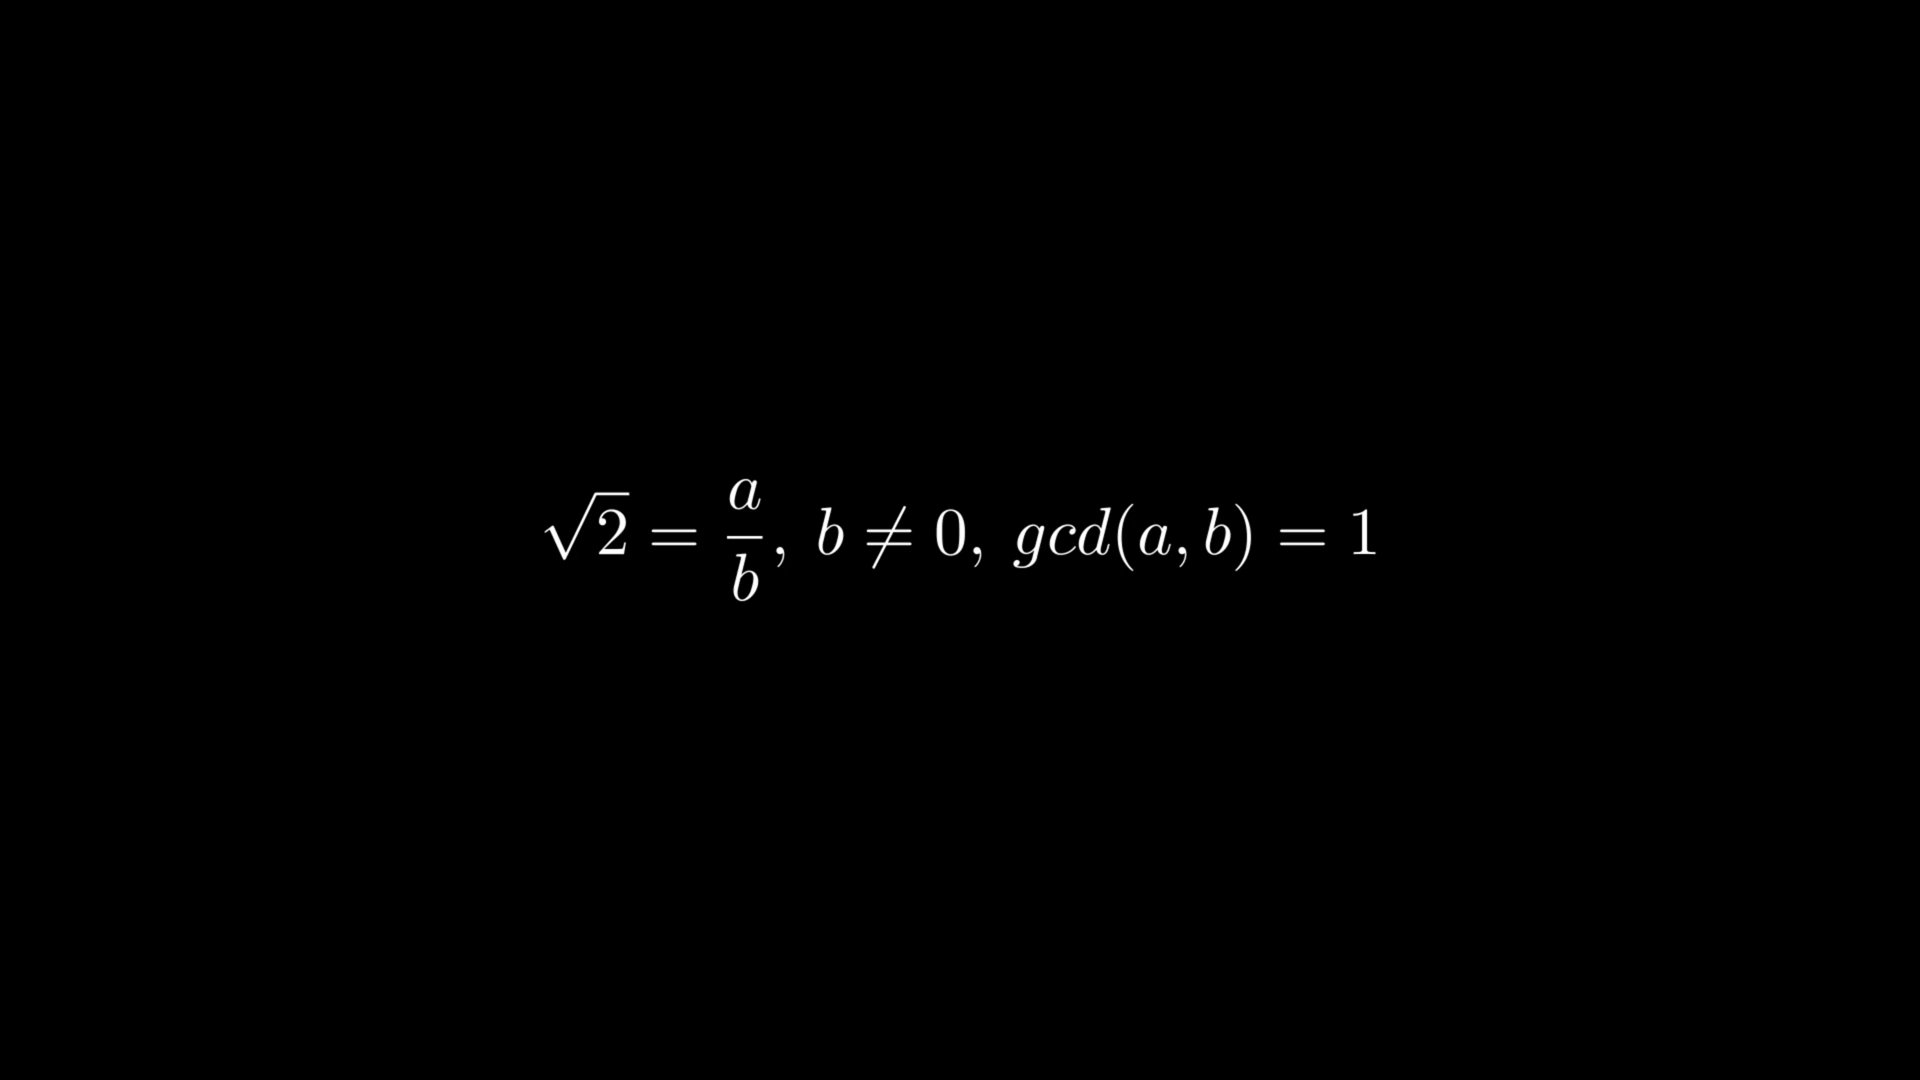 √2 = a/b, b ≠ 0, gcd(a, b) = 1